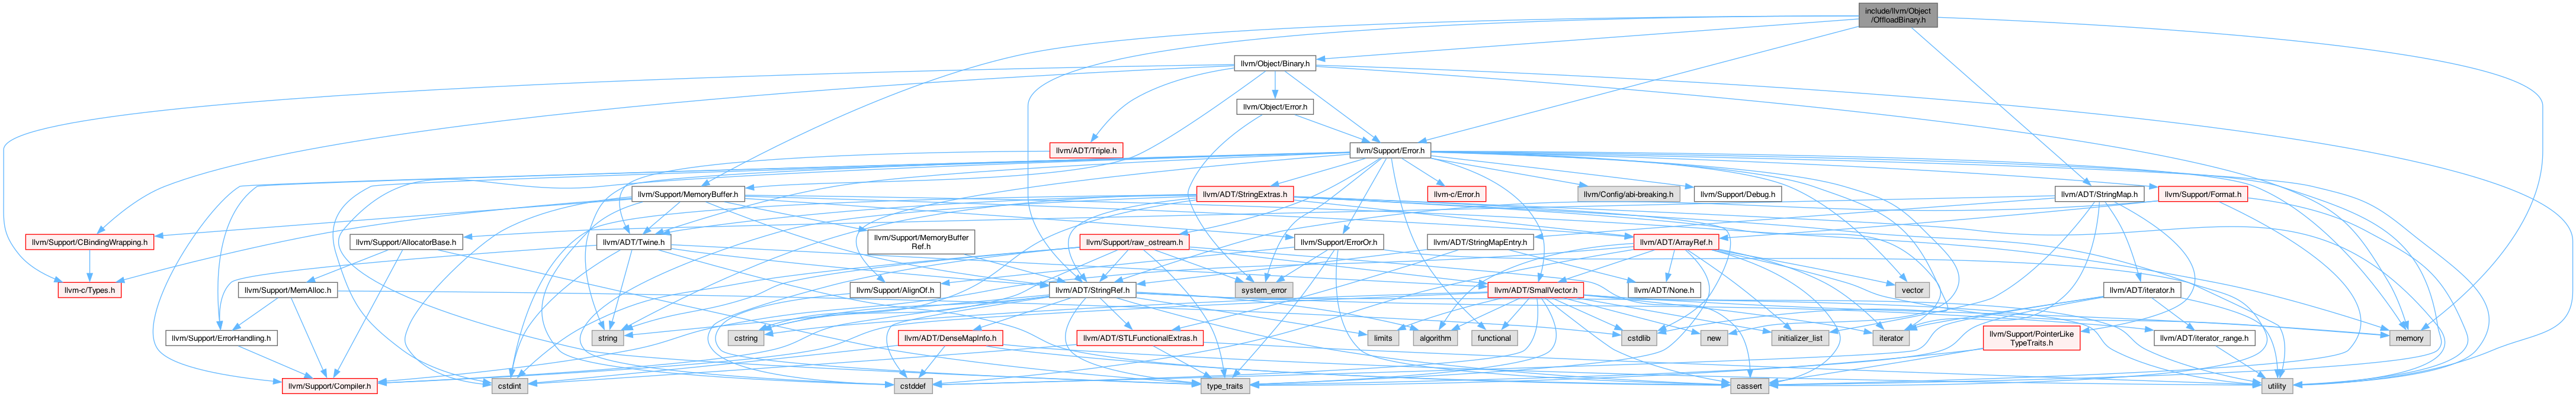 include/llvm/Object
/OffloadBinary.h
llvm/Object/Binary.h
llvm/Object/Error.h
llvm/ADT/Triple.h
llvm/Support/Error.h
llvm/Support/MemoryBuffer.h
llvm/ADT/StringExtras.h
llvm-c/Error.h
llvm/Config/abi-breaking.h
llvm/Support/Debug.h
llvm/ADT/StringMap.h
llvm/Support/Format.h
llvm/Support/CBindingWrapping.h
llvm/Support/AllocatorBase.h
llvm/ADT/Twine.h
llvm/Support/MemoryBuffer
Ref.h
llvm/Support/raw_ostream.h
llvm/Support/ErrorOr.h
llvm/ADT/StringMapEntry.h
llvm/ADT/ArrayRef.h
llvm-c/Types.h
llvm/Support/MemAlloc.h
llvm/Support/AlignOf.h
llvm/ADT/StringRef.h
system_error
llvm/ADT/SmallVector.h
llvm/ADT/None.h
vector
llvm/ADT/iterator.h
llvm/Support/ErrorHandling.h
string
cstring
llvm/ADT/DenseMapInfo.h
llvm/ADT/STLFunctionalExtras.h
limits
algorithm
functional
cstdlib
new
initializer_list
iterator
llvm/Support/PointerLike
TypeTraits.h
llvm/ADT/iterator_range.h
memory
llvm/Support/Compiler.h
cstdint
cstddef
type_traits
cassert
utility